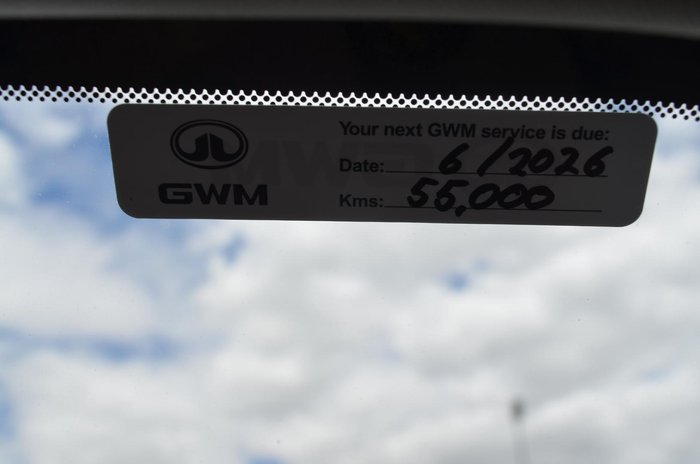 GWM
Your next GWM service is due:
Date: 6/2026
Kms: 55,000